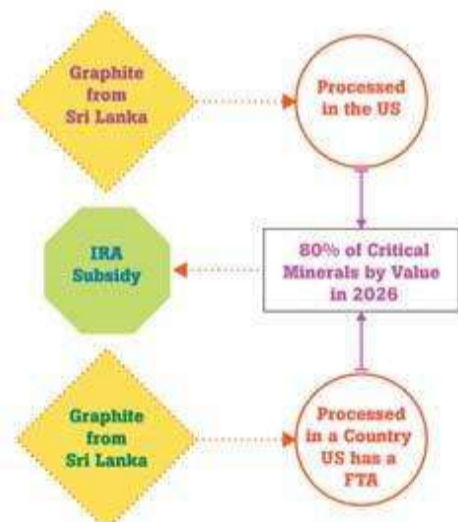 Graphite
from
Sri Lanka
Processed
in the US
IRA
Subsidy
80% of Critical
Minerals by Value
in 2026
Graphite
from
Sri Lanka
Processed
in a Country
US has a
FTA